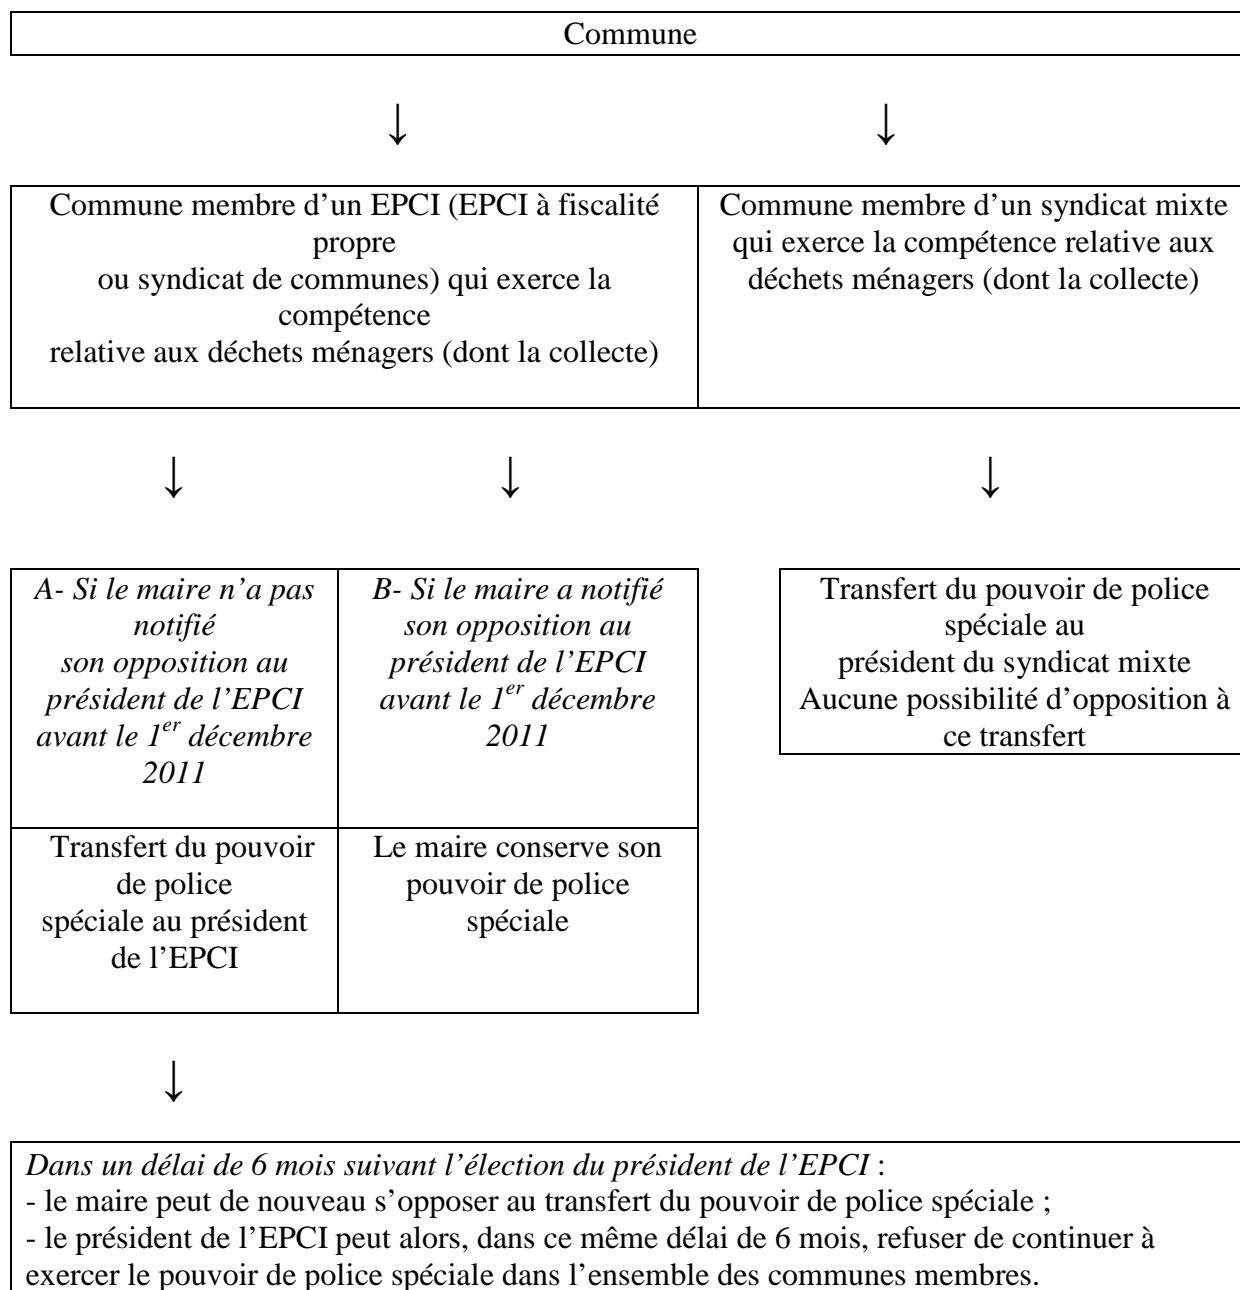 Commune
↓ ↓
Commune membre d’un EPCI (EPCI à fiscalité
propre
ou syndicat de communes) qui exerce la
compétence
relative aux déchets ménagers (dont la collecte)
Commune membre d’un syndicat mixte
qui exerce la compétence relative aux
déchets ménagers (dont la collecte)
↓ ↓ ↓
A- Si le maire n’a pas
notifié
son opposition au
président de l’EPCI
avant le 1er décembre
2011
B- Si le maire a notifié
son opposition au
président de l’EPCI
avant le 1er décembre
2011
Transfert du pouvoir de police
spéciale au
président du syndicat mixte
Aucune possibilité d’opposition à
ce transfert
Transfert du pouvoir
de police
spéciale au président
de l’EPCI
Le maire conserve son
pouvoir de police
spéciale
↓
Dans un délai de 6 mois suivant l’élection du président de l’EPCI :
- le maire peut de nouveau s’opposer au transfert du pouvoir de police spéciale ;
- le président de l’EPCI peut alors, dans ce même délai de 6 mois, refuser de continuer à
exercer le pouvoir de police spéciale dans l’ensemble des communes membres.